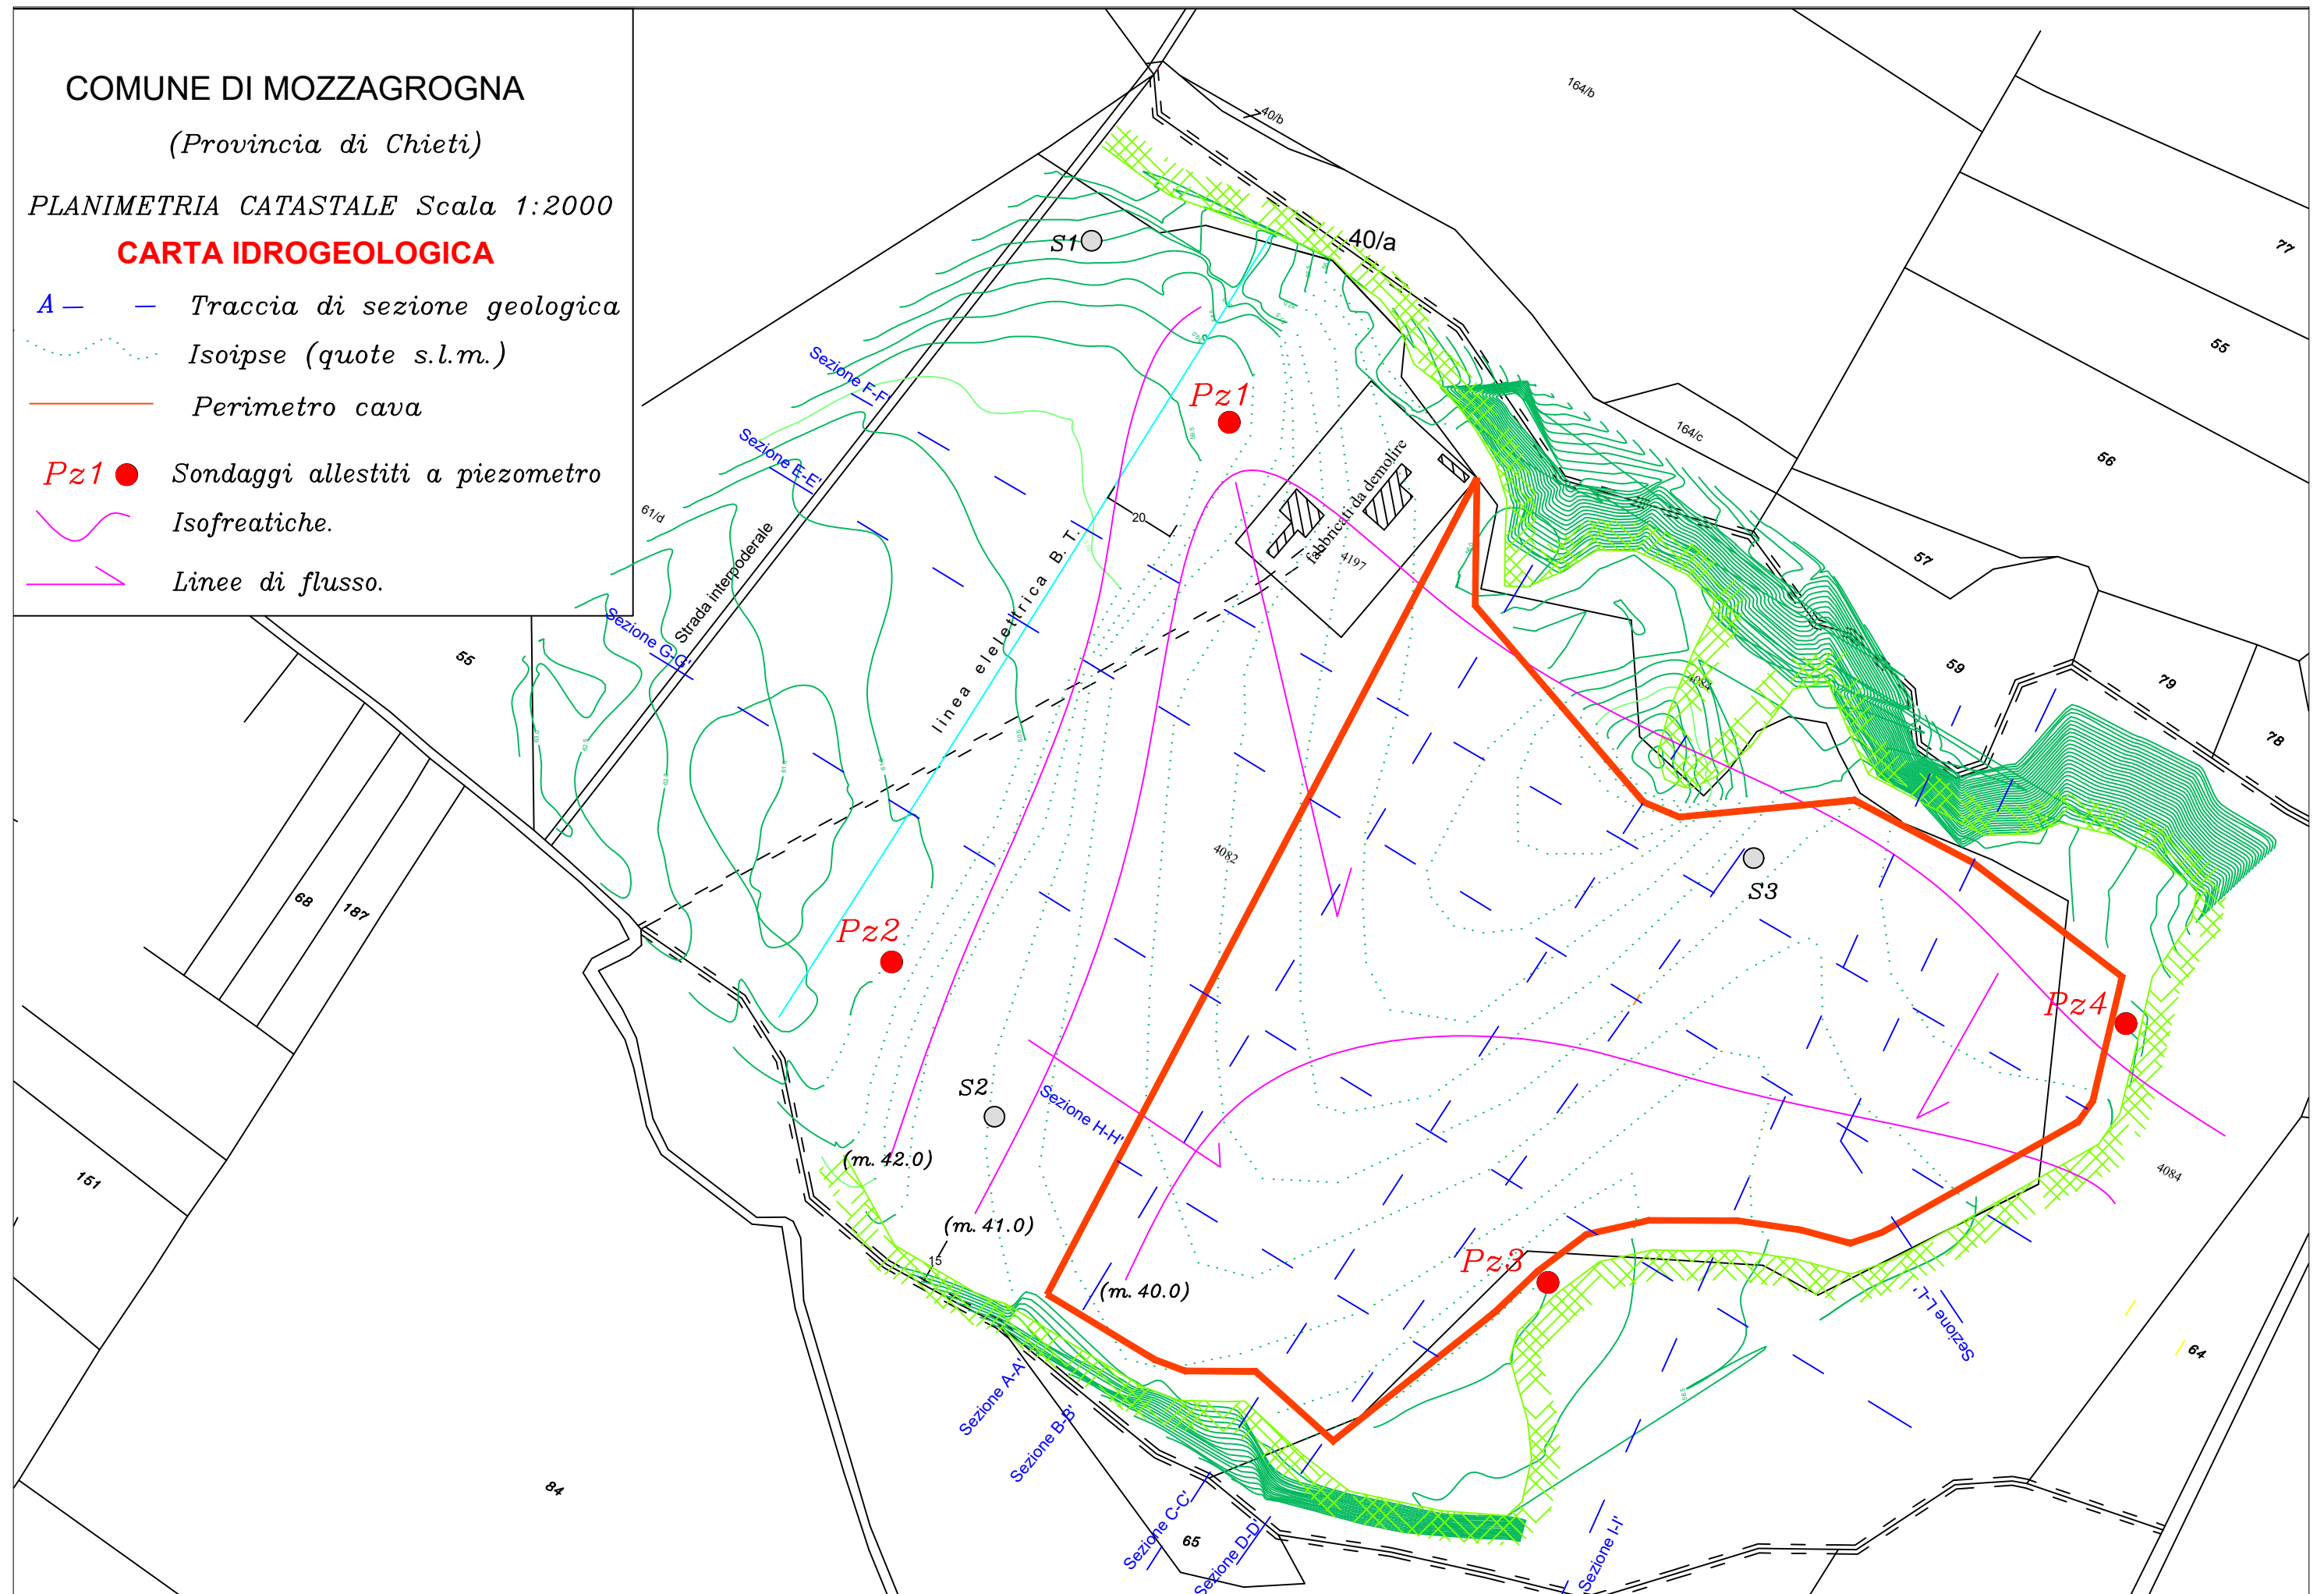 COMUNE DI MOZZAGROGNA
(Provincia di Chieti)
PLANIMETRIA CATASTALE Scala 1:2000
CARTA IDROGEOLOGICA
A Traccia di sezione geologica
Isoipse (quote s.l.m.)
Perimetro cava
Pz1 Sondaggi allestiti a piezometro
Isofreatiche.
Linee di flusso.
164/b
40/b
40/a
77
S1
55
Sezione F-F'
Pz1
164/c
56
Sezione E-E'
fabbricati da demolire
61/d
20
Strada interpoderale
linea elettrica B. T.
4197
57
Sezione G-G'
55
59
79
4084
78
4082
S3
68
187
Pz2
Pz4
S2
Sezione H-H'
(m. 42.0)
151
4084
(m. 41.0)
15
Pz3
(m. 40.0)
Sezione L-L'
64
Sezione A-A'
Sezione B-B'
84
Sezione C-C'
65
Sezione D-D'
Sezione I-I'